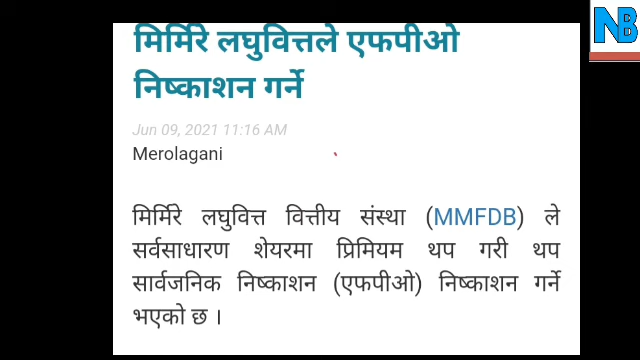 NB
मिर्मिरे लघुवित्तले एफपीओ
निष्काशन गर्ने
Jun 09, 2021 11:16 AM
Merolagani
मिर्मिरे लघुवित्त वित्तीय संस्था (MMFDB) ले
सर्वसाधारण शेयरमा प्रिमियम थप गरी थप
सार्वजनिक निष्काशन (एफपीओ) निष्काशन गर्ने
भएको छ ।